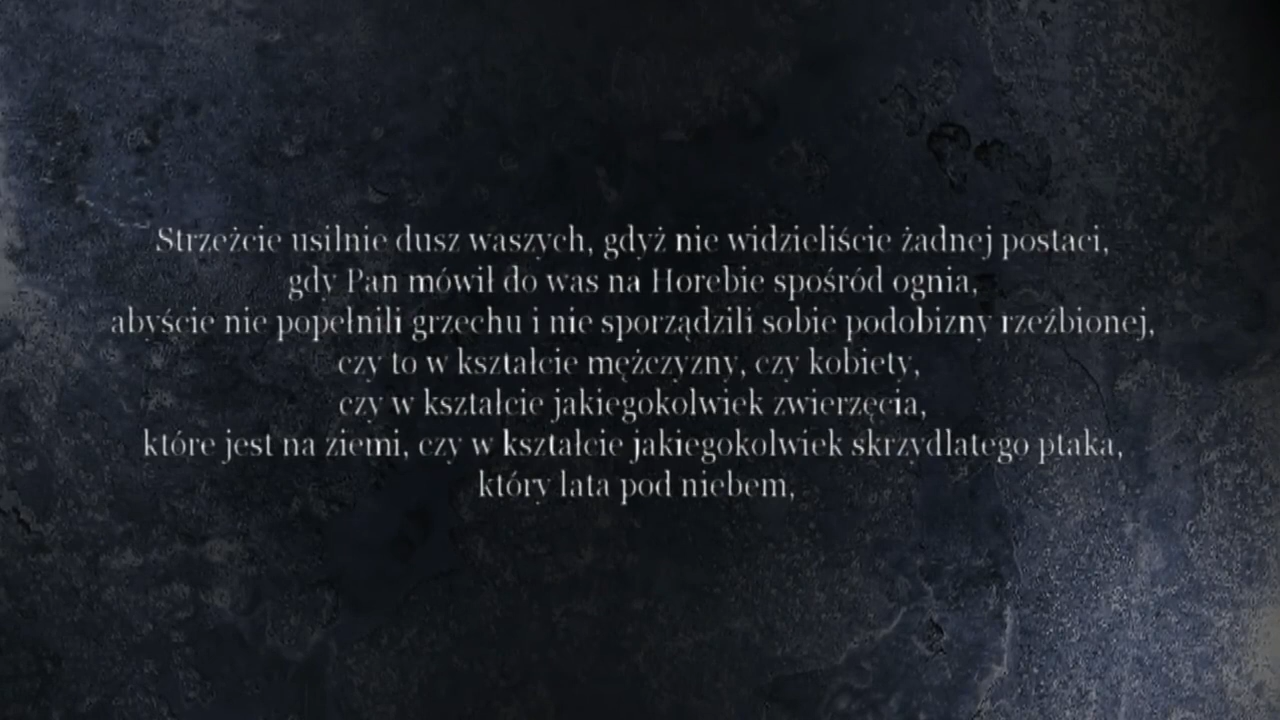 Strzeżcie usilnie dusz waszych, gdyż nie widzieliście żadnej postaci,
gdy Pan mówił do was na Horebie spośród ognia,
abyście nie popełnili grzechu i nie sporządzili sobie podobizny rzeźbionej,
czy to w kształcie mężczyzny, czy kobiety,
czy w kształcie jakiegokolwiek zwierzęcia,
które jest na ziemi, czy w kształcie jakiegokolwiek skrzydlatego ptaka,
który lata pod niebem,